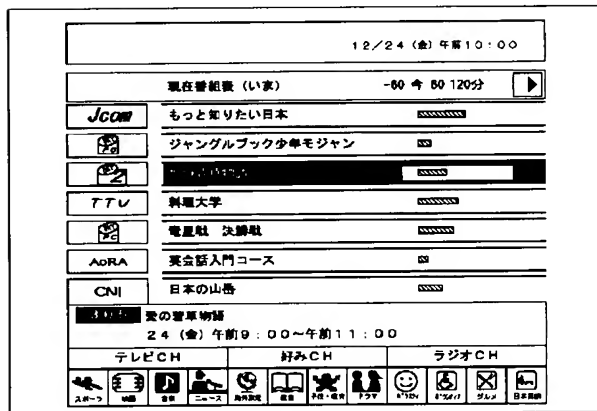 12/24 (金) 午前10:00
現在番組表 (いま) -60 今 60 120分
Jcom もっと知りたい日本
ジャングルブック少年モジャン
TTV 料理大学
竜星戦 決勝戦
AoRA 英会話入門コース
CNI 日本の山岳
愛の若草物語
24 (金) 午前9:00~午前11:00
テレビCH 好みCH ラジオCH
スポーツ 映画 音楽 ニュース 教育 ドラマ グルメ